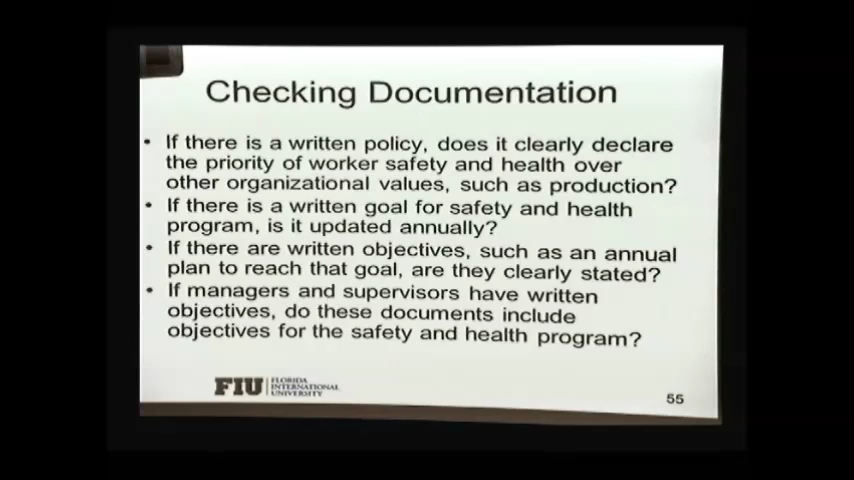 Checking Documentation
• If there is a written policy, does it clearly declare
the priority of worker safety and health over
other organizational values, such as production?
• If there is a written goal for safety and health
program, is it updated annually?
• If there are written objectives, such as an annual
plan to reach that goal, are they clearly stated?
• If managers and supervisors have written
objectives, do these documents include
objectives for the safety and health program?
FIU
FLORIDA
INTERNATIONAL
UNIVERSITY
55